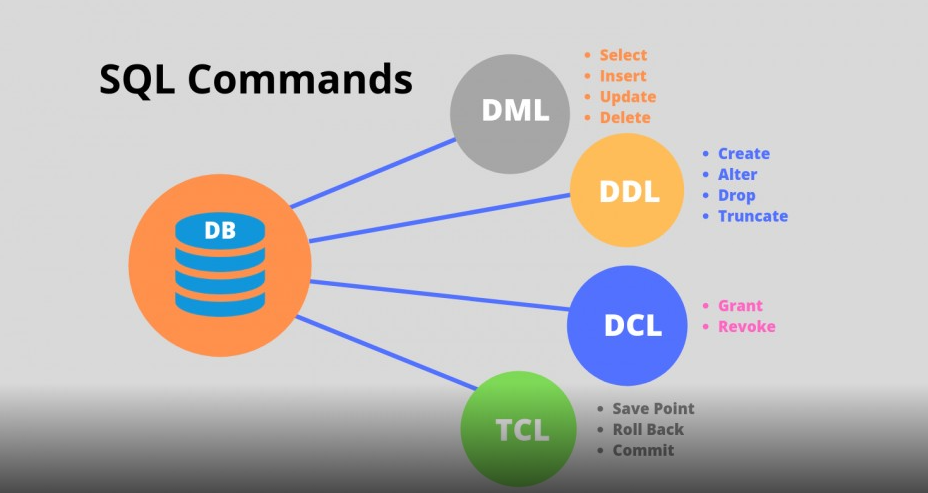 SQL Commands
DB
DML
• Select
• Insert
• Update
• Delete
DDL
• Create
• Alter
• Drop
• Truncate
DCL
• Grant
• Revoke
TCL
• Save Point
• Roll Back
• Commit